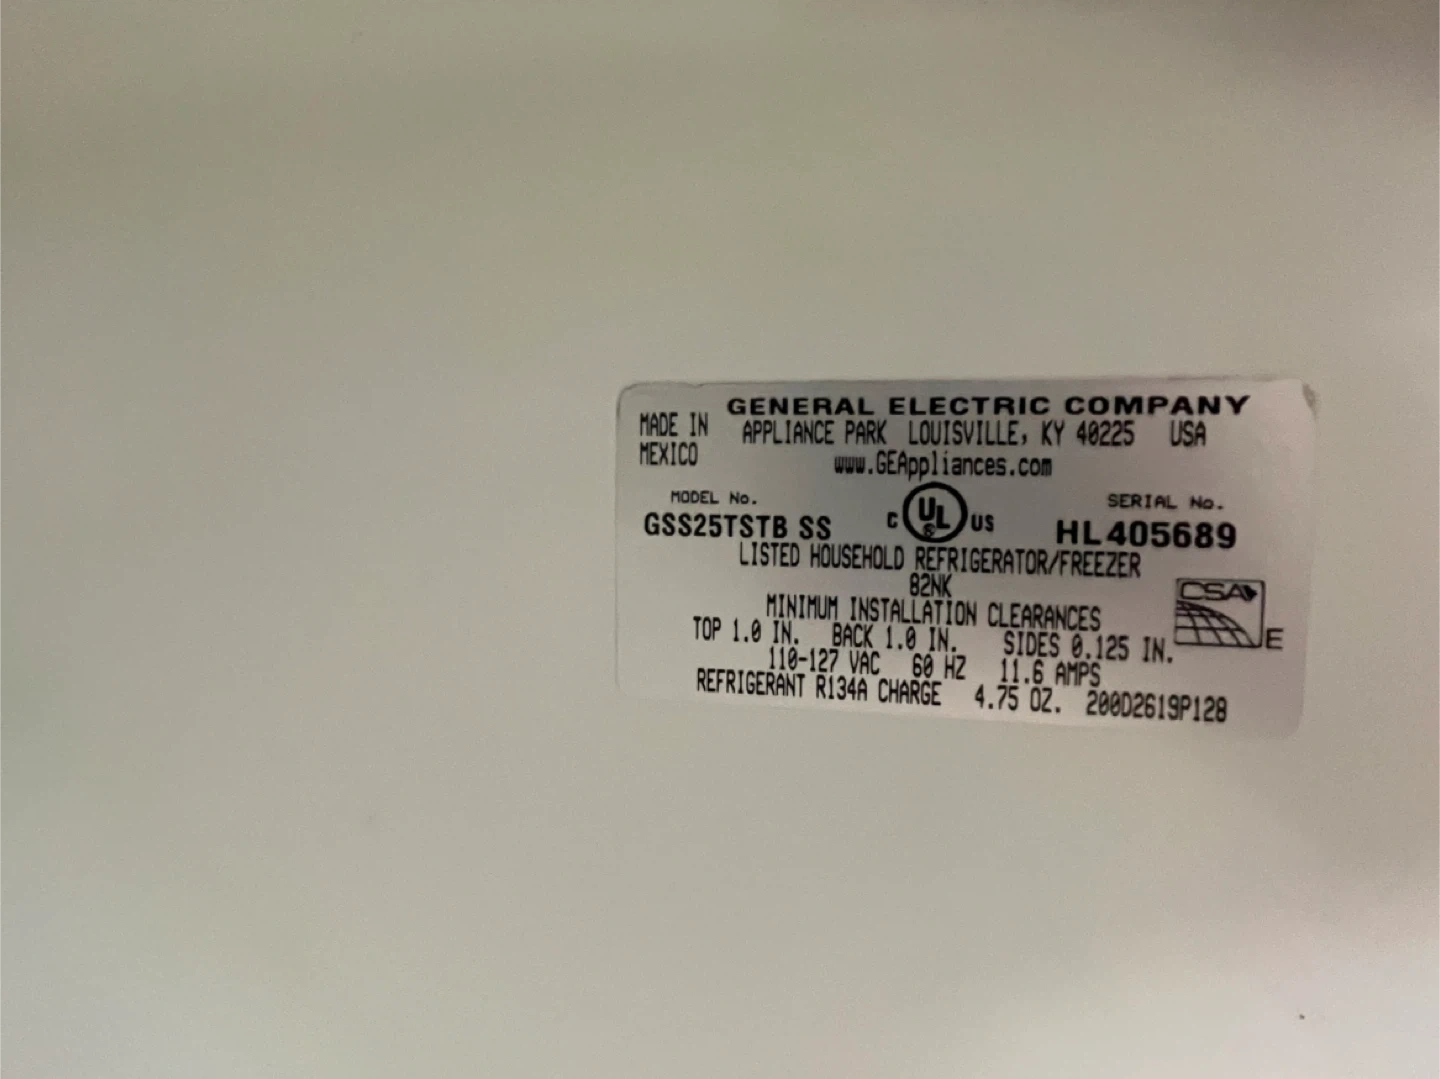 GENERAL ELECTRIC COMPANY
MADE IN MEXICO
APPLIANCE PARK LOUISVILLE, KY 40225 USA
www.GEAppliances.com
MODEL No.
GSS25TSTB SS
C UL US
SERIAL No.
HL405689
LISTED HOUSEHOLD REFRIGERATOR/FREEZER
82NK
CSA E
MINIMUM INSTALLATION CLEARANCES
TOP 1.0 IN. BACK 1.0 IN. SIDES 0.125 IN.
110-127 VAC 60 HZ 11.6 AMPS
REFRIGERANT R134A CHARGE 4.75 OZ. 200D2619P128